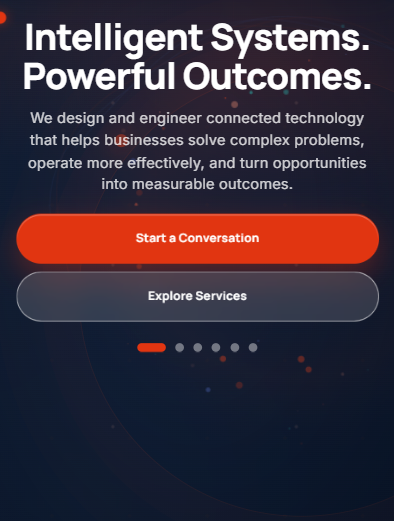 Intelligent Systems.
Powerful Outcomes.
We design and engineer connected technology
that helps businesses solve complex problems,
operate more effectively, and turn opportunities
into measurable outcomes.
Start a Conversation
Explore Services